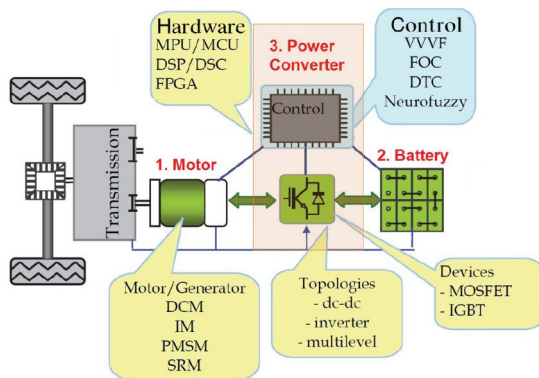 Hardware
MPU/MCU
DSP/DSC
FPGA
3. Power
Converter
Control
VVVF
FOC
DTC
Neurofuzzy
Control
Transmission
1. Motor
2. Battery
Motor/Generator
DCM
IM
PMSM
SRM
Topologies
- dc-dc
- inverter
- multilevel
Devices
- MOSFET
- IGBT